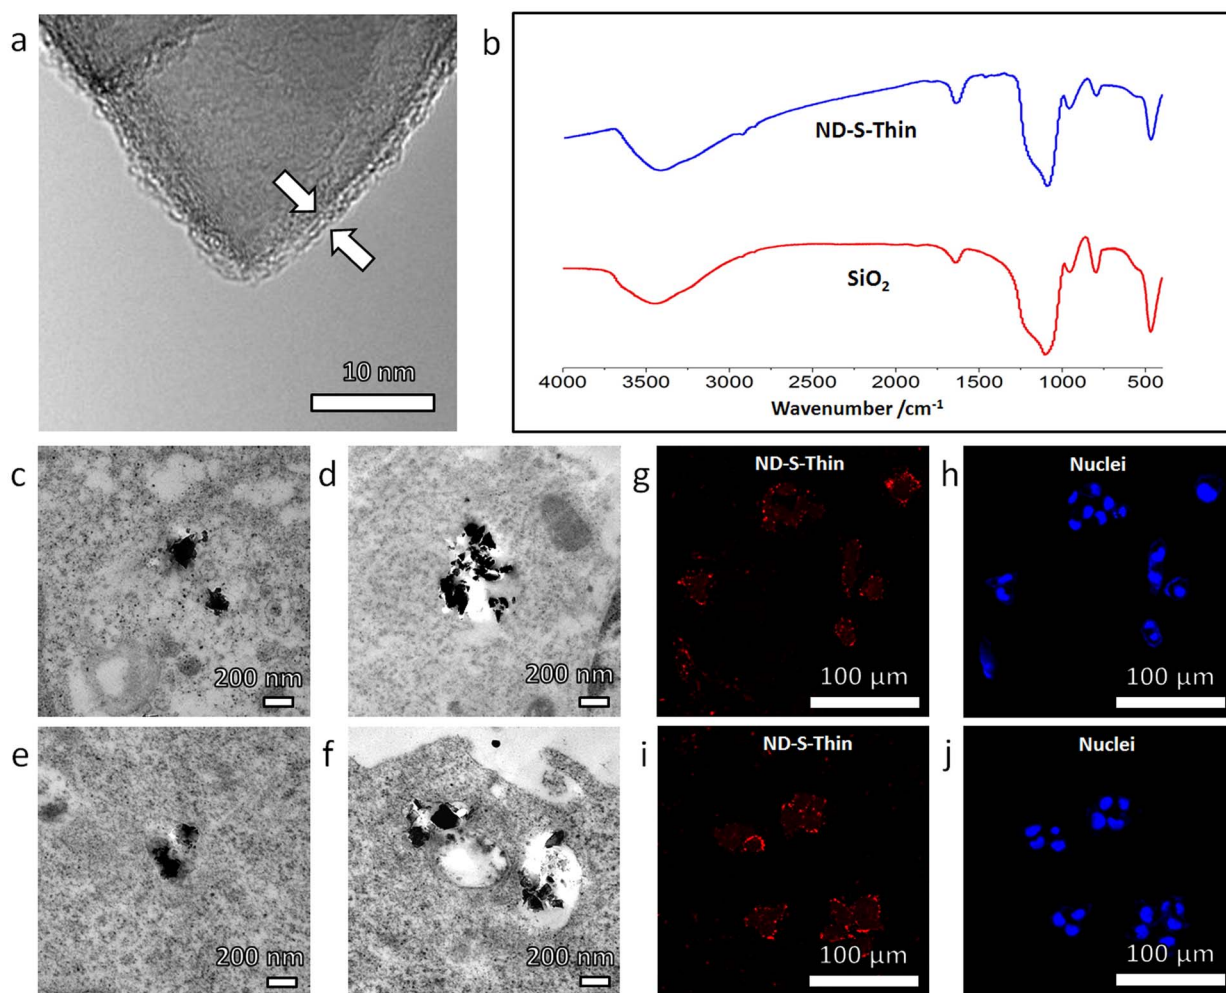 a
10 nm
b
ND-S-Thin
SiO₂
4000 3500 3000 2500 2000 1500 1000 500
Wavenumber /cm⁻¹
c
200 nm
d
200 nm
g
ND-S-Thin
100 μm
h
Nuclei
100 μm
e
200 nm
f
200 nm
i
ND-S-Thin
100 μm
j
Nuclei
100 μm